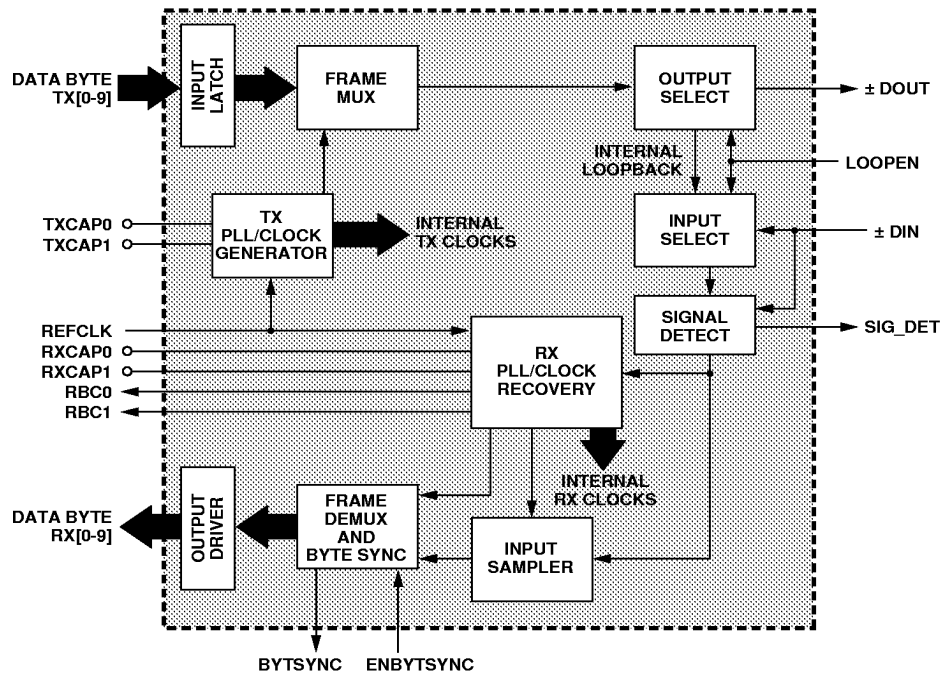 DATA BYTE
TX[0-9]
INPUT
LATCH
FRAME
MUX
OUTPUT
SELECT
± DOUT
INTERNAL
LOOPBACK
LOOPEN
TXCAP0
TXCAP1
TX
PLL/CLOCK
GENERATOR
INTERNAL
TX CLOCKS
INPUT
SELECT
± DIN
SIGNAL
DETECT
SIG_DET
REFCLK
RXCAP0
RXCAP1
RBC0
RBC1
RX
PLL/CLOCK
RECOVERY
INTERNAL
RX CLOCKS
DATA BYTE
RX[0-9]
OUTPUT
DRIVER
FRAME
DEMUX
AND
BYTE SYNC
INPUT
SAMPLER
BYTSYNC
ENBYTSYNC